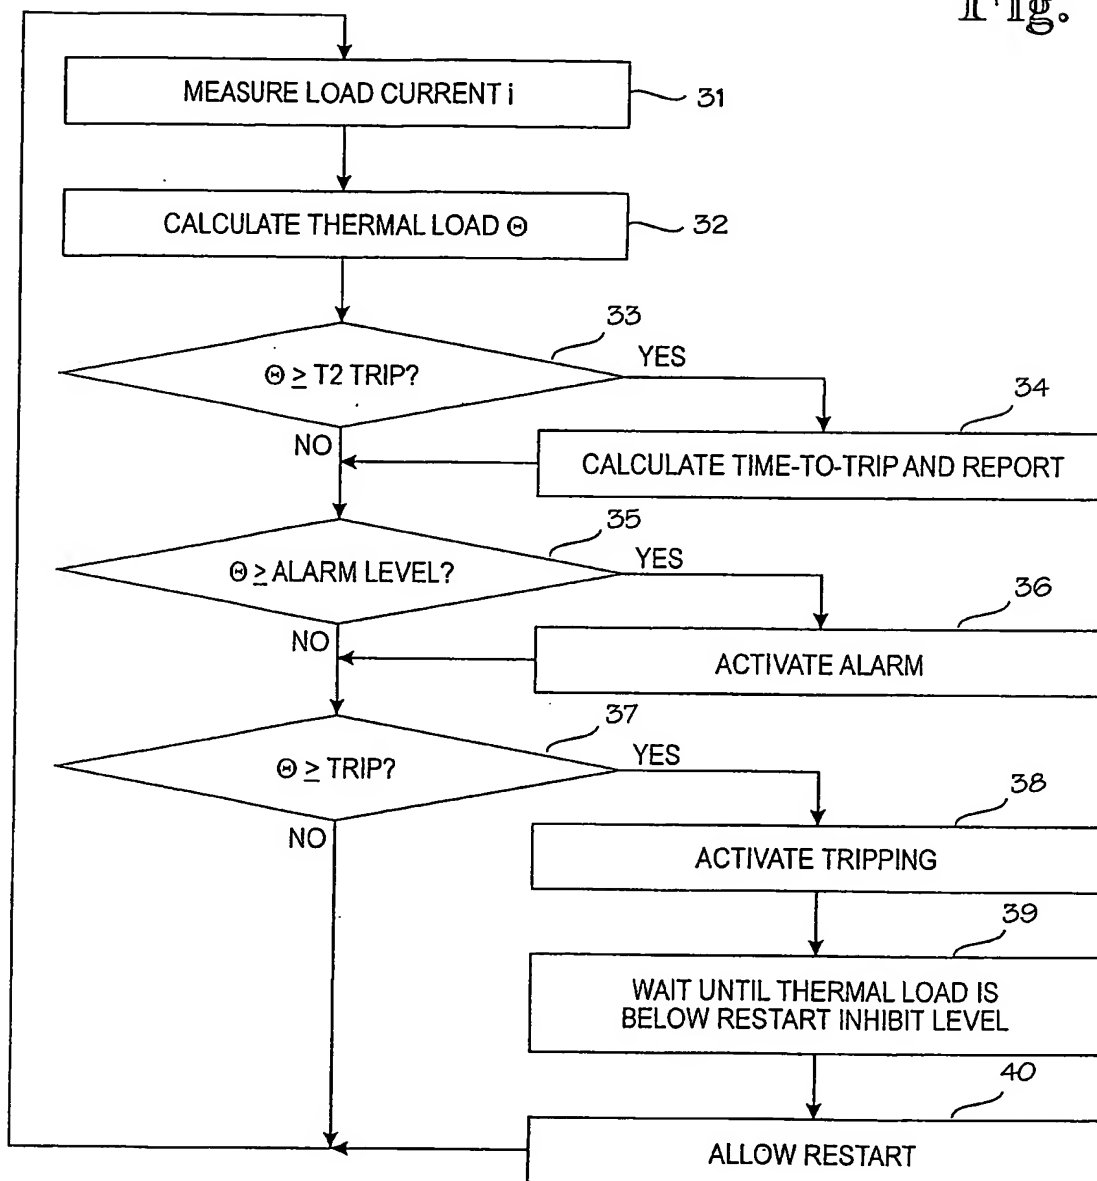 Fig.
MEASURE LOAD CURRENT i
31
CALCULATE THERMAL LOAD Θ
32
33
Θ ≥ T2 TRIP?
YES
NO
34
CALCULATE TIME-TO-TRIP AND REPORT
35
Θ ≥ ALARM LEVEL?
YES
NO
36
ACTIVATE ALARM
37
Θ ≥ TRIP?
YES
NO
38
ACTIVATE TRIPPING
39
WAIT UNTIL THERMAL LOAD IS
BELOW RESTART INHIBIT LEVEL
40
ALLOW RESTART